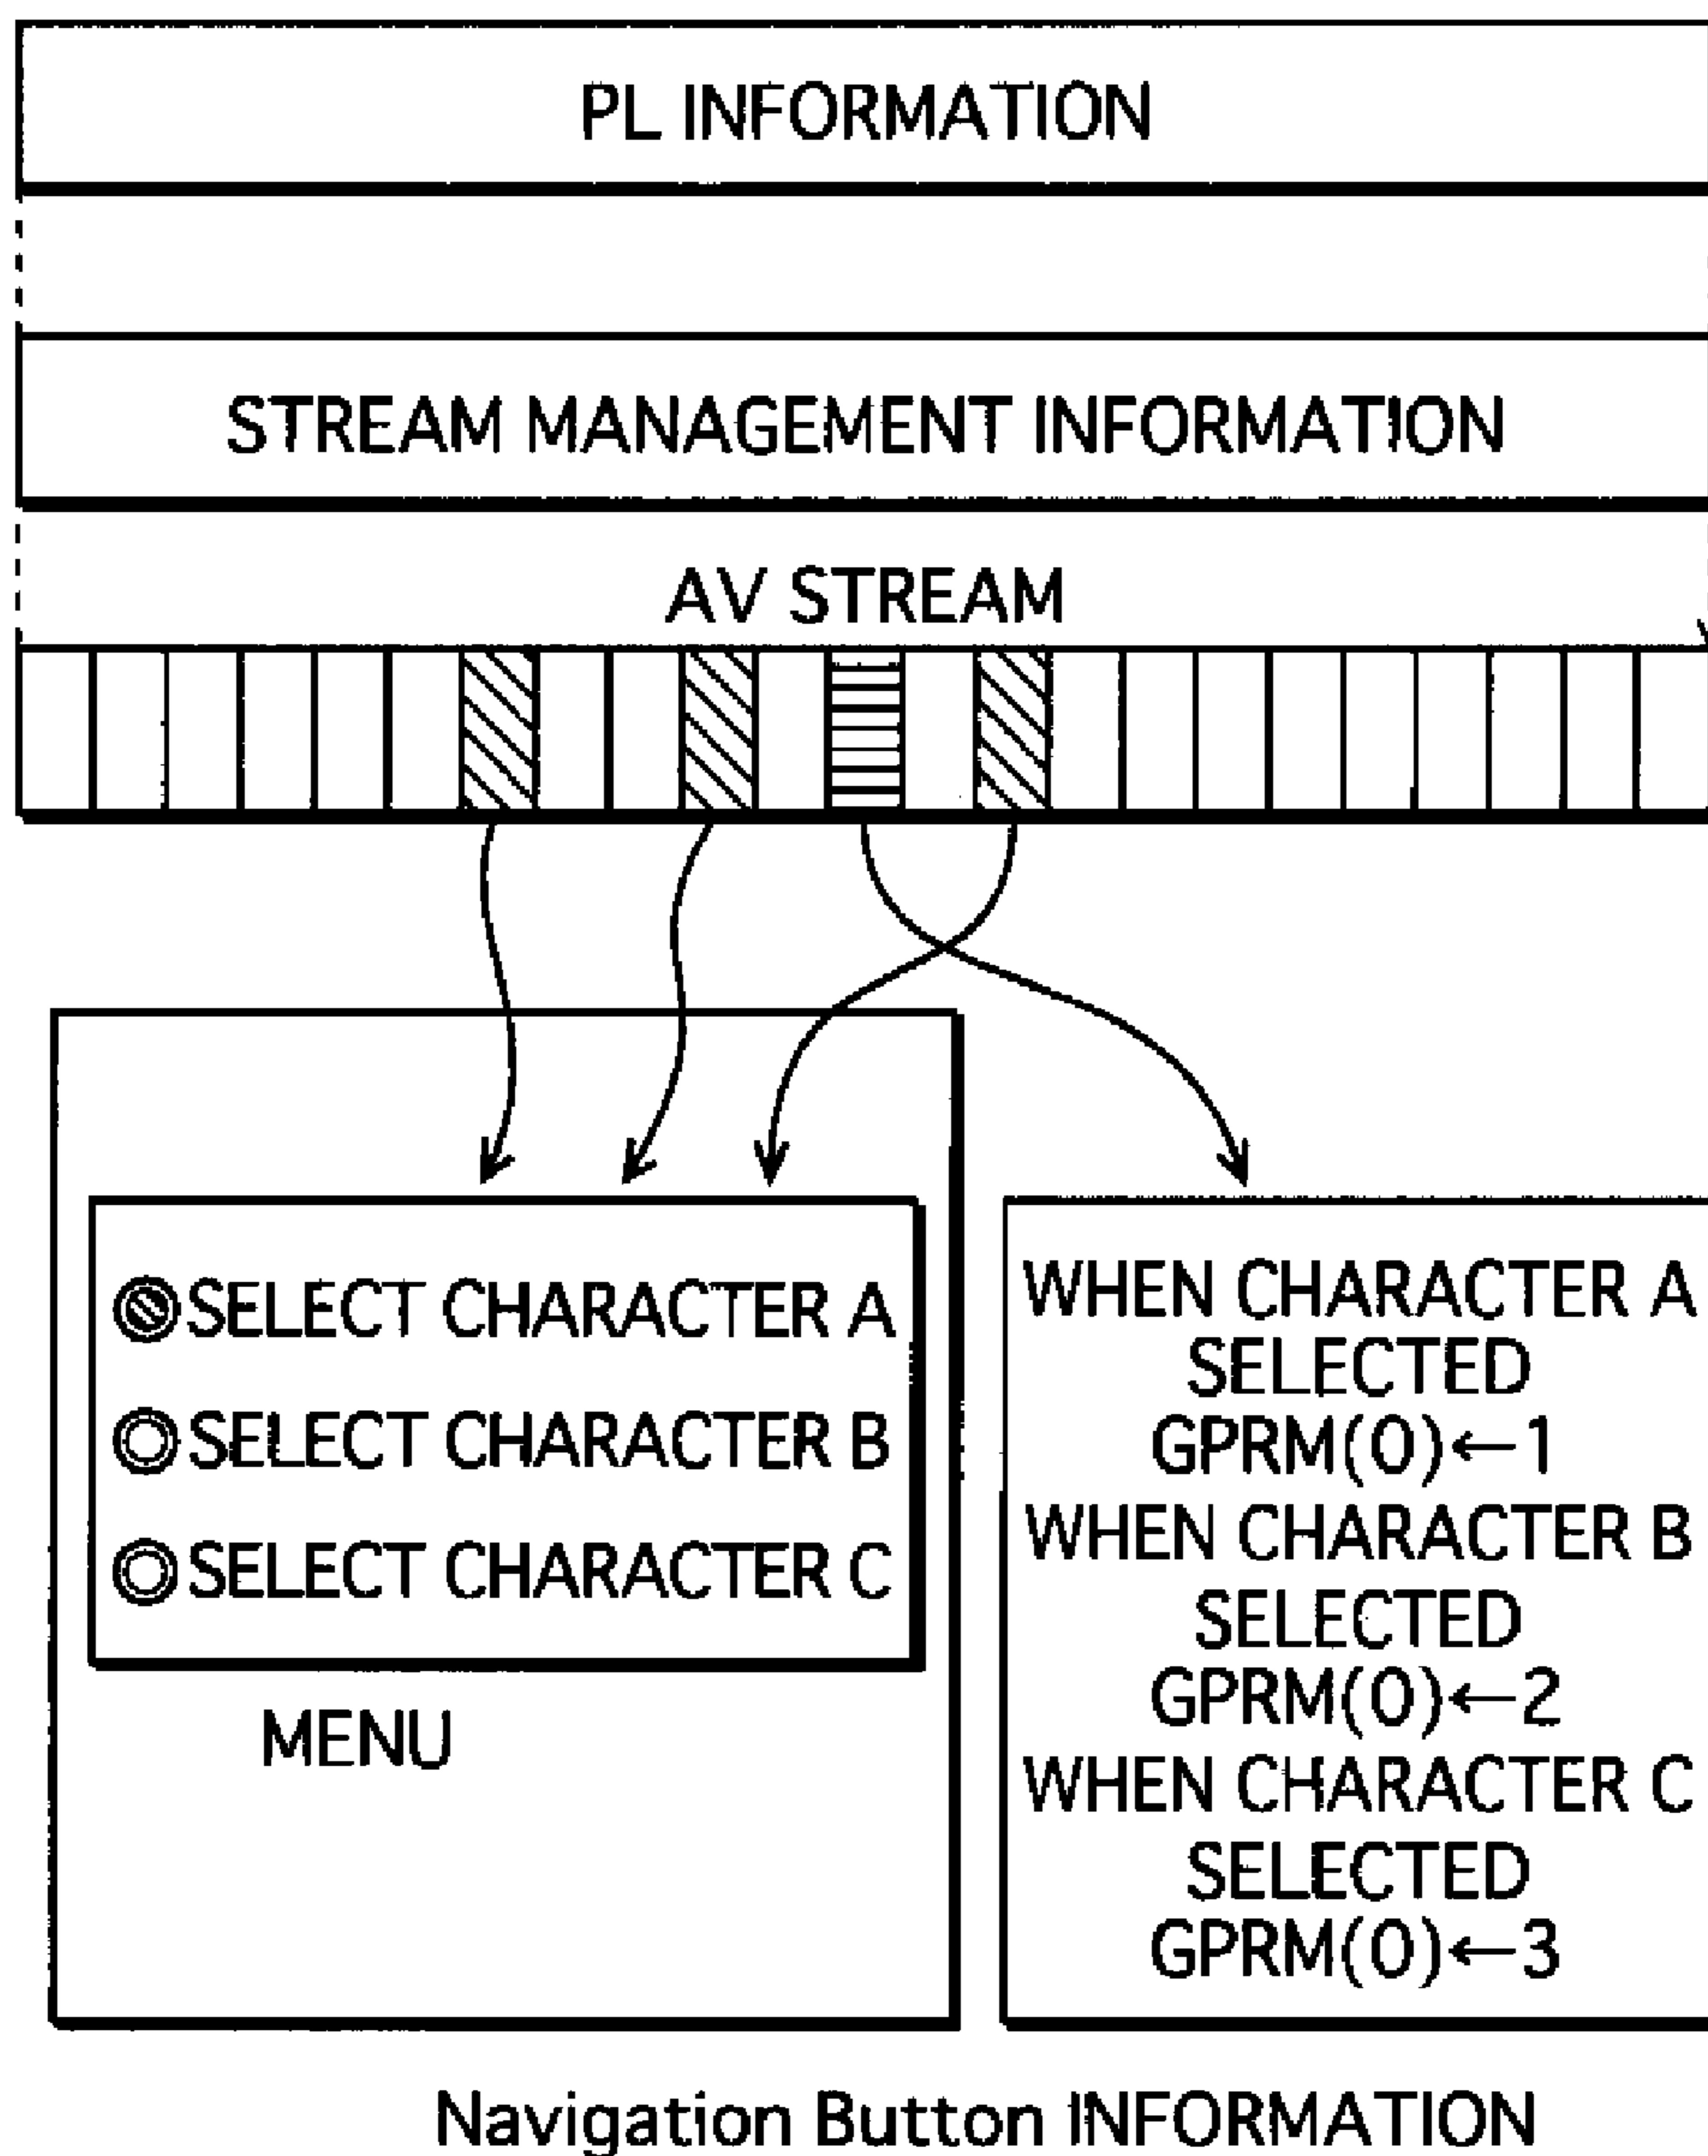 PL INFORMATION
STREAM MANAGEMENT INFORMATION
AV STREAM
SELECT CHARACTER A
SELECT CHARACTER B
SELECT CHARACTER C
MENU
WHEN CHARACTER A
SELECTED
GPRM(0)←1
WHEN CHARACTER B
SELECTED
GPRM(0)←2
WHEN CHARACTER C
SELECTED
GPRM(0)←3
Navigation Button INFORMATION